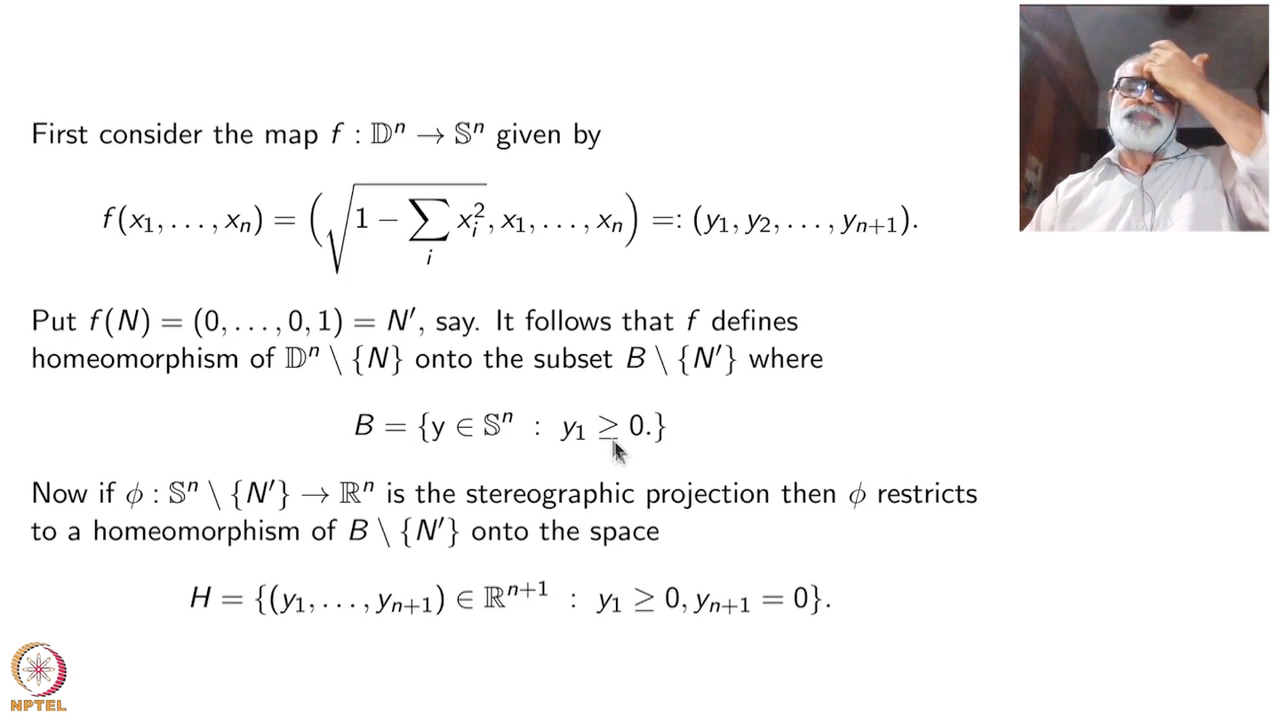 First consider the map f : 𝔻ⁿ → 𝕊ⁿ given by
f(x₁, . . . , xₙ) = (√(1 − ∑ᵢ xᵢ²), x₁, . . . , xₙ) =: (y₁, y₂, . . . , yₙ₊₁).
Put f(N) = (0, . . . , 0, 1) = N′, say. It follows that f defines
homeomorphism of 𝔻ⁿ \ {N} onto the subset B \ {N′} where
B = {y ∈ 𝕊ⁿ : y₁ ≥ 0.}
Now if ϕ : 𝕊ⁿ \ {N′} → ℝⁿ is the stereographic projection then ϕ restricts
to a homeomorphism of B \ {N′} onto the space
H = {(y₁, . . . , yₙ₊₁) ∈ ℝⁿ⁺¹ : y₁ ≥ 0, yₙ₊₁ = 0}.
NPTEL